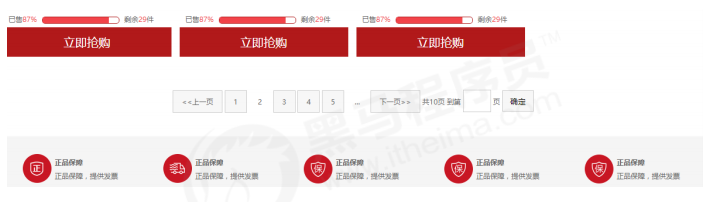 已售87% 剩余29件 已售87% 剩余29件 已售87% 剩余29件
立即抢购 立即抢购 立即抢购
<<上一页 1 2 3 4 5 ... 下一页>> 共10页 到第 页 确定
正 正品保障 正品保障 保 正品保障 保 正品保障 保 正品保障
正品保障，提供发票 正品保障，提供发票 正品保障，提供发票 正品保障，提供发票 正品保障，提供发票
黑马程序员™
www.itheima.com